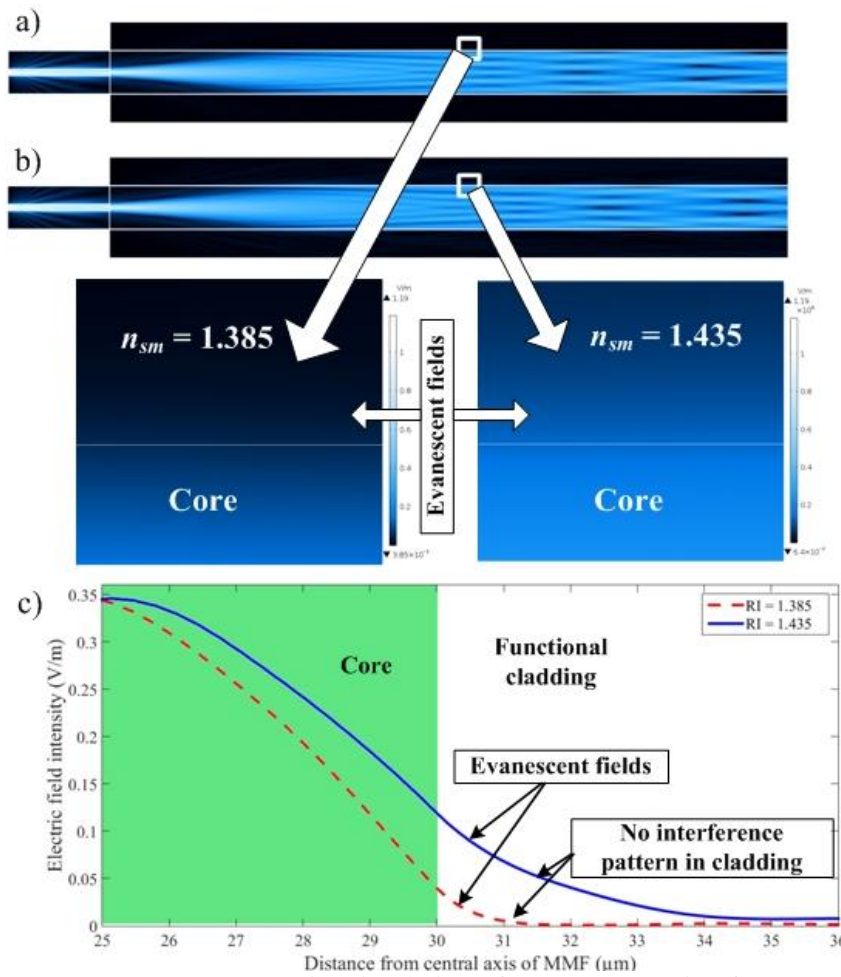 a)
b)
V/m
▲ 1.19
1
0.8
0.6
0.4
0.2
n_sm = 1.385
Core
Evanescent fields
V/m
▲ 1.19
×10⁶
1
0.8
0.6
0.4
0.2
n_sm = 1.435
Core
c)
RI = 1.385
RI = 1.435
Core
Functional
cladding
Evanescent fields
No interference
pattern in cladding
Electric field intensity (V/m)
0.35
0.3
0.25
0.2
0.15
0.1
0.05
0
25 26 27 28 29 30 31 32 33 34 35 36
Distance from central axis of MMF (μm)